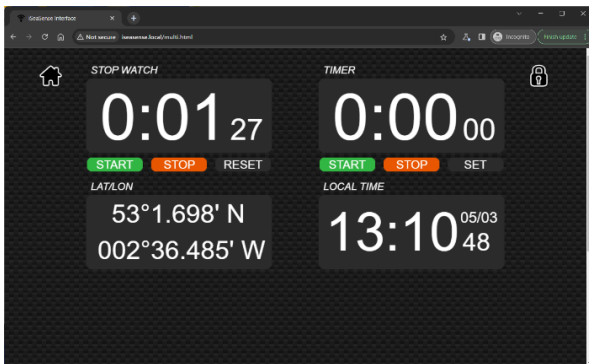 iSeaSense Interface
Not secure iseasense.local/multi.html
Incognito
Finish update
STOP WATCH
0:01 27
START STOP RESET
TIMER
0:00 00
START STOP SET
LAT/LON
53°1.698' N
002°36.485' W
LOCAL TIME
13:10 05/03 48